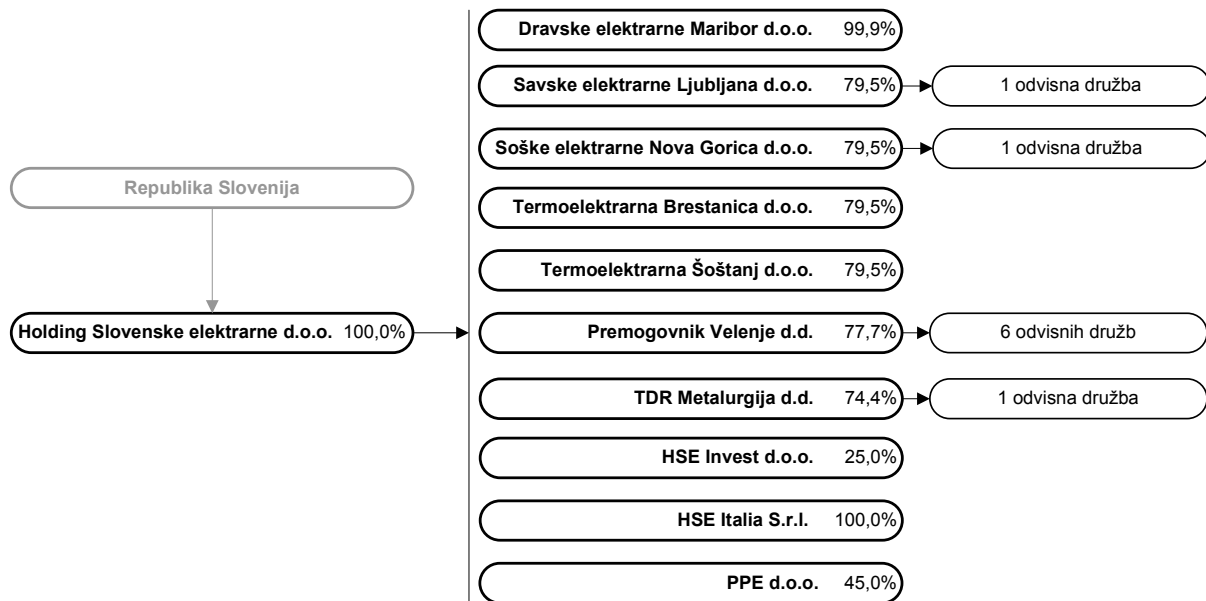 Dravske elektrarne Maribor d.o.o. 99,9%
Savske elektrarne Ljubljana d.o.o. 79,5%
1 odvisna družba
Soške elektrarne Nova Gorica d.o.o. 79,5%
1 odvisna družba
Republika Slovenija
Termoelektrarna Brestanica d.o.o. 79,5%
Termoelektrarna Šoštanj d.o.o. 79,5%
Holding Slovenske elektrarne d.o.o. 100,0%
Premogovnik Velenje d.d. 77,7%
6 odvisnih družb
TDR Metalurgija d.d. 74,4%
1 odvisna družba
HSE Invest d.o.o. 25,0%
HSE Italia S.r.l. 100,0%
PPE d.o.o. 45,0%